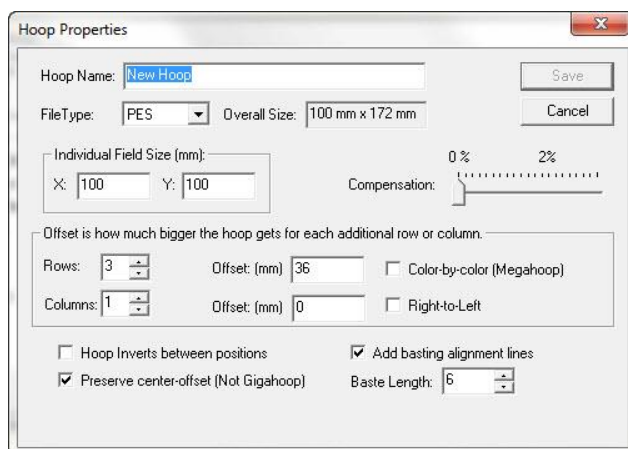 Hoop Properties
Hoop Name: New Hoop Save
FileType: PES Overall Size: 100 mm x 172 mm Cancel
Individual Field Size (mm): 0 % 2%
X: 100 Y: 100 Compensation:
Offset is how much bigger the hoop gets for each additional row or column.
Rows: 3 Offset: (mm) 36 Color-by-color (Megahoop)
Columns: 1 Offset: (mm) 0 Right-to-Left
Hoop Inverts between positions Add basting alignment lines
Preserve center-offset (Not Gigahoop) Baste Length: 6